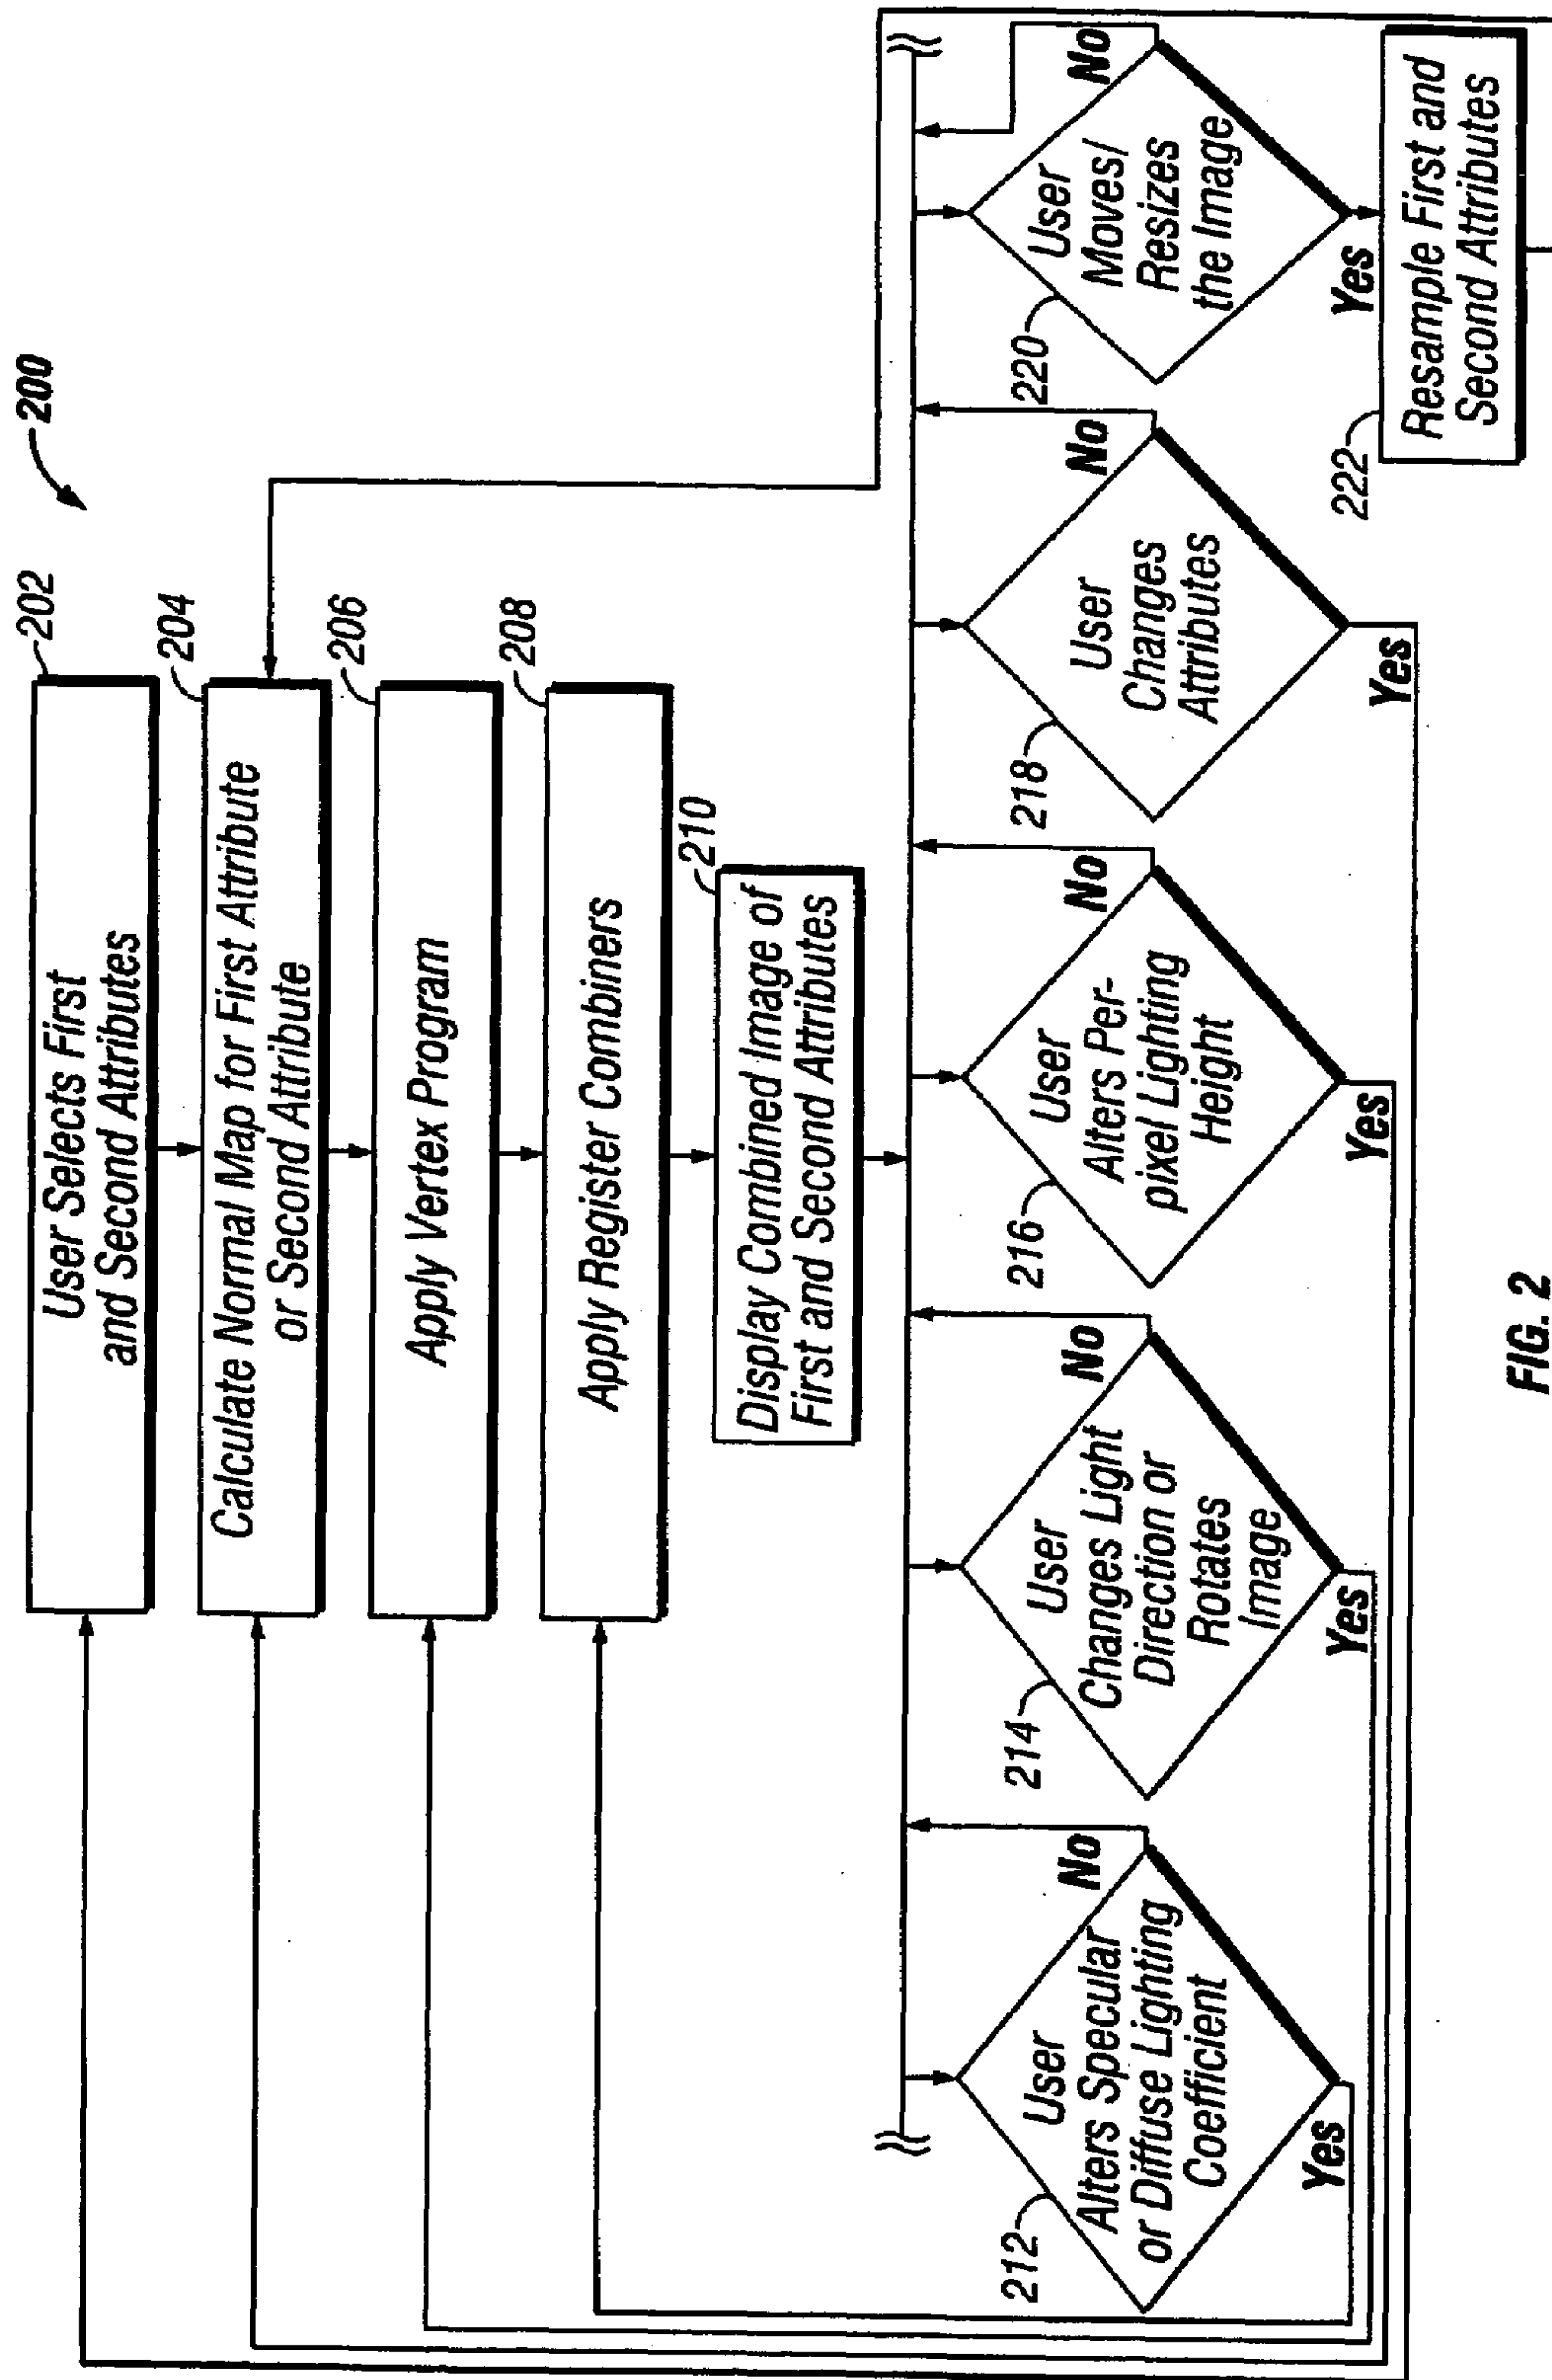 200
202
User Selects First
and Second Attributes
204
Calculate Normal Map for First Attribute
or Second Attribute
206
Apply Vertex Program
208
Apply Register Combiners
210
Display Combined Image of
First and Second Attributes
212
User
Alters Specular
or Diffuse Lighting
Coefficient
No
Yes
214
User
Changes Light
Direction or
Rotates
Image
No
Yes
216
User
Alters Per-
pixel Lighting
Height
No
Yes
218
User
Changes
Attributes
No
Yes
220
User
Moves/
Resizes
the Image
No
Yes
222
Resample First and
Second Attributes
FIG. 2